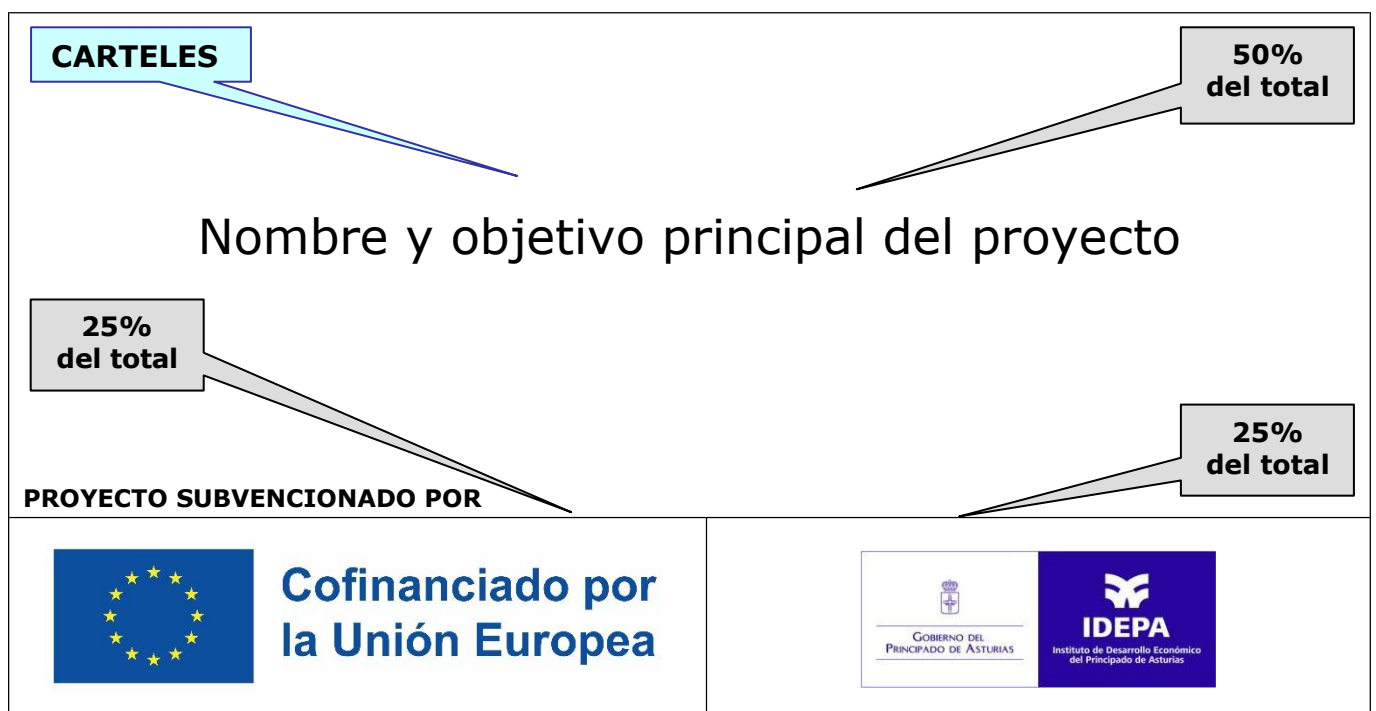 CARTELES
50%
del total
Nombre y objetivo principal del proyecto
25%
del total
25%
del total
PROYECTO SUBVENCIONADO POR
Cofinanciado por
la Unión Europea
GOBIERNO DEL
PRINCIPADO DE ASTURIAS
IDEPA
Instituto de Desarrollo Económico
del Principado de Asturias